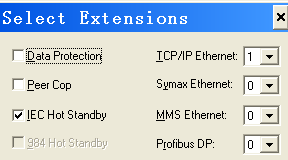 Select Extensions
Data Protection TCP/IP Ethernet: 1
Peer Cop Symax Ethernet: 0
IEC Hot Standby MMS Ethernet: 0
984 Hot Standby Profibus DP: 0